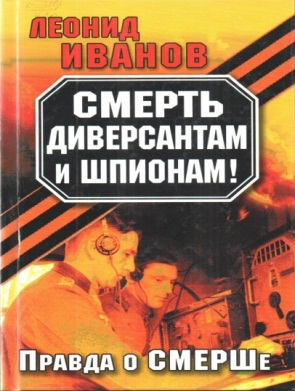 ЛЕОНИД
ИВАНОВ
СМЕРТЬ
ДИВЕРСАНТАМ
И ШПИОНАМ!
ПРАВДА О СМЕРШЕ